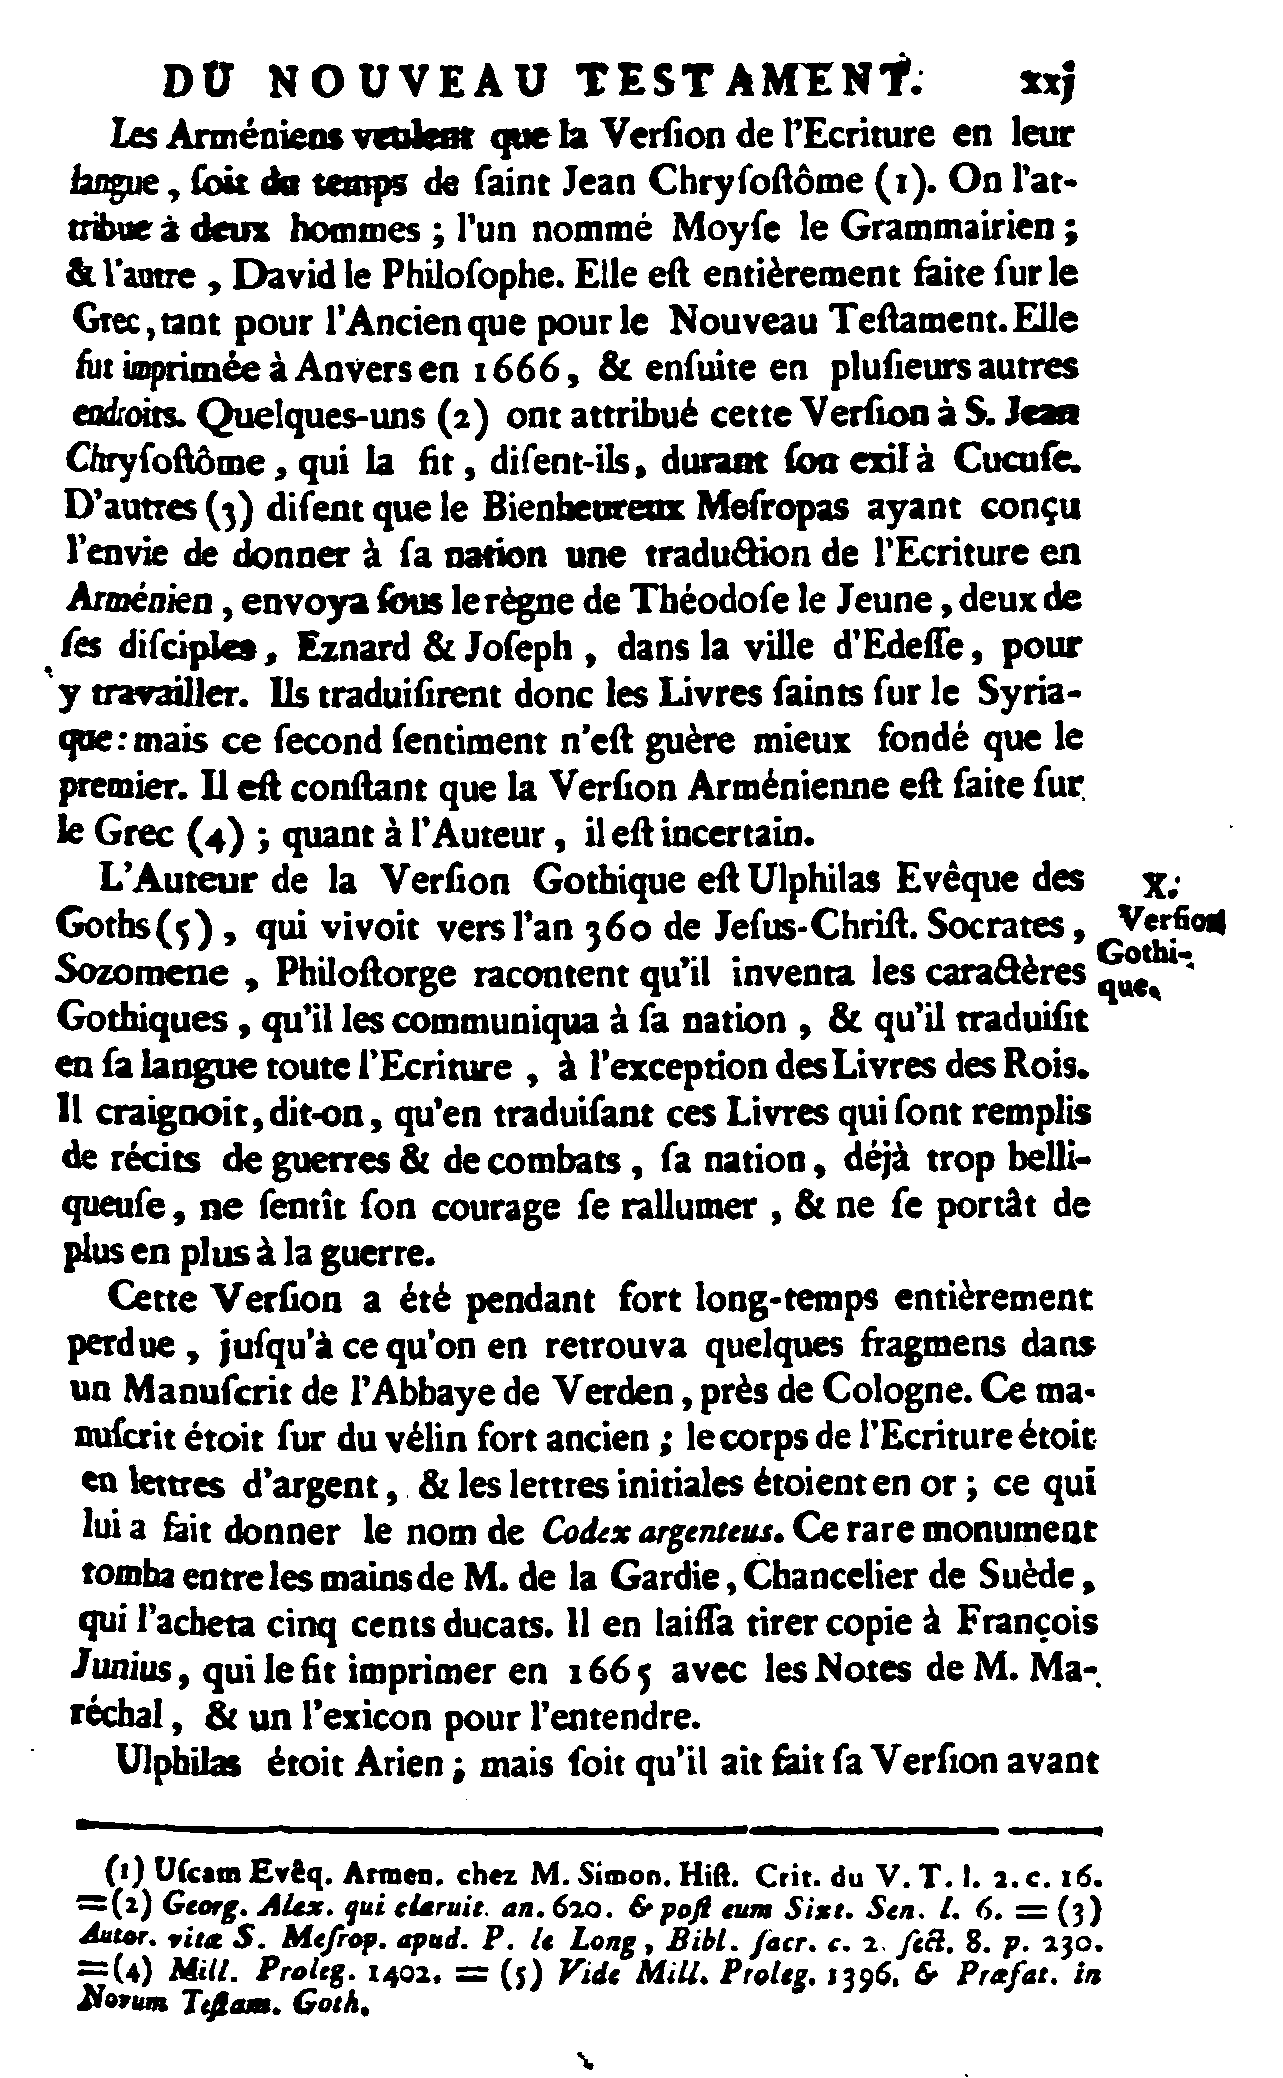 DU NOUVEAU TESTAMENT. xxj
Les Arméniens veulent que la Verſion de l'Ecriture en leur
langue, ſoit du temps de ſaint Jean Chryſoſtôme (1). On l'at-
tribue à deux hommes ; l'un nommé Moyſe le Grammairien ;
& l'autre, David le Philoſophe. Elle eſt entièrement faite ſur le
Grec, tant pour l'Ancien que pour le Nouveau Teſtament. Elle
fut imprimée à Anvers en 1666, & enſuite en pluſieurs autres
endroits. Quelques-uns (2) ont attribué cette Verſion à S. Jean
Chryſoſtôme, qui la fit, diſent-ils, durant ſon exil à Cucuſe.
D'autres (3) diſent que le Bienheureux Meſropas ayant conçu
l'envie de donner à ſa nation une traduction de l'Ecriture en
Arménien, envoya ſous le règne de Théodoſe le Jeune, deux de
ſes diſciples, Eznard & Joſeph, dans la ville d'Edeſſe, pour
y travailler. Ils traduiſirent donc les Livres ſaints ſur le Syria-
que : mais ce ſecond ſentiment n'eſt guère mieux fondé que le
premier. Il eſt conſtant que la Verſion Arménienne eſt faite ſur
le Grec (4) ; quant à l'Auteur, il eſt incertain.
L'Auteur de la Verſion Gothique eſt Ulphilas Evêque des
Goths (5), qui vivoit vers l'an 360 de Jeſus-Chriſt. Socrates,
Sozomene, Philoſtorge racontent qu'il inventa les caractères
Gothiques, qu'il les communiqua à ſa nation, & qu'il traduiſit
en ſa langue toute l'Ecriture, à l'exception des Livres des Rois.
Il craignoit, dit-on, qu'en traduiſant ces Livres qui ſont remplis
de récits de guerres & de combats, ſa nation, déjà trop belli-
queuſe, ne ſentît ſon courage ſe rallumer, & ne ſe portât de
plus en plus à la guerre.
X.
Verſion
Gothi-
que.
Cette Verſion a été pendant fort long-temps entièrement
perdue, juſqu'à ce qu'on en retrouva quelques fragmens dans
un Manuſcrit de l'Abbaye de Verden, près de Cologne. Ce ma-
nuſcrit étoit ſur du vélin fort ancien ; le corps de l'Ecriture étoit
en lettres d'argent, & les lettres initiales étoient en or ; ce qui
lui a fait donner le nom de Codex argenteus. Ce rare monument
tomba entre les mains de M. de la Gardie, Chancelier de Suède,
qui l'acheta cinq cents ducats. Il en laiſſa tirer copie à François
Junius, qui le fit imprimer en 1665 avec les Notes de M. Ma-
réchal, & un l'exicon pour l'entendre.
Ulphilas étoit Arien ; mais ſoit qu'il ait fait ſa Verſion avant
(1) Uſcam Evêq. Armen. chez M. Simon. Hiſt. Crit. du V. T. l. 2. c. 16.
=(2) Georg. Alex. qui claruit. an. 620. & poſt eum Sixt. Sen. l. 6. = (3)
Autor. vitæ S. Meſrop. apud. P. le Long, Bibl. ſacr. c. 2. ſect. 8. p. 230.
=(4) Mill. Proleg. 1402. = (5) Vide Mill. Proleg. 1396. & Præfat. in
Norum Teſtam. Goth.